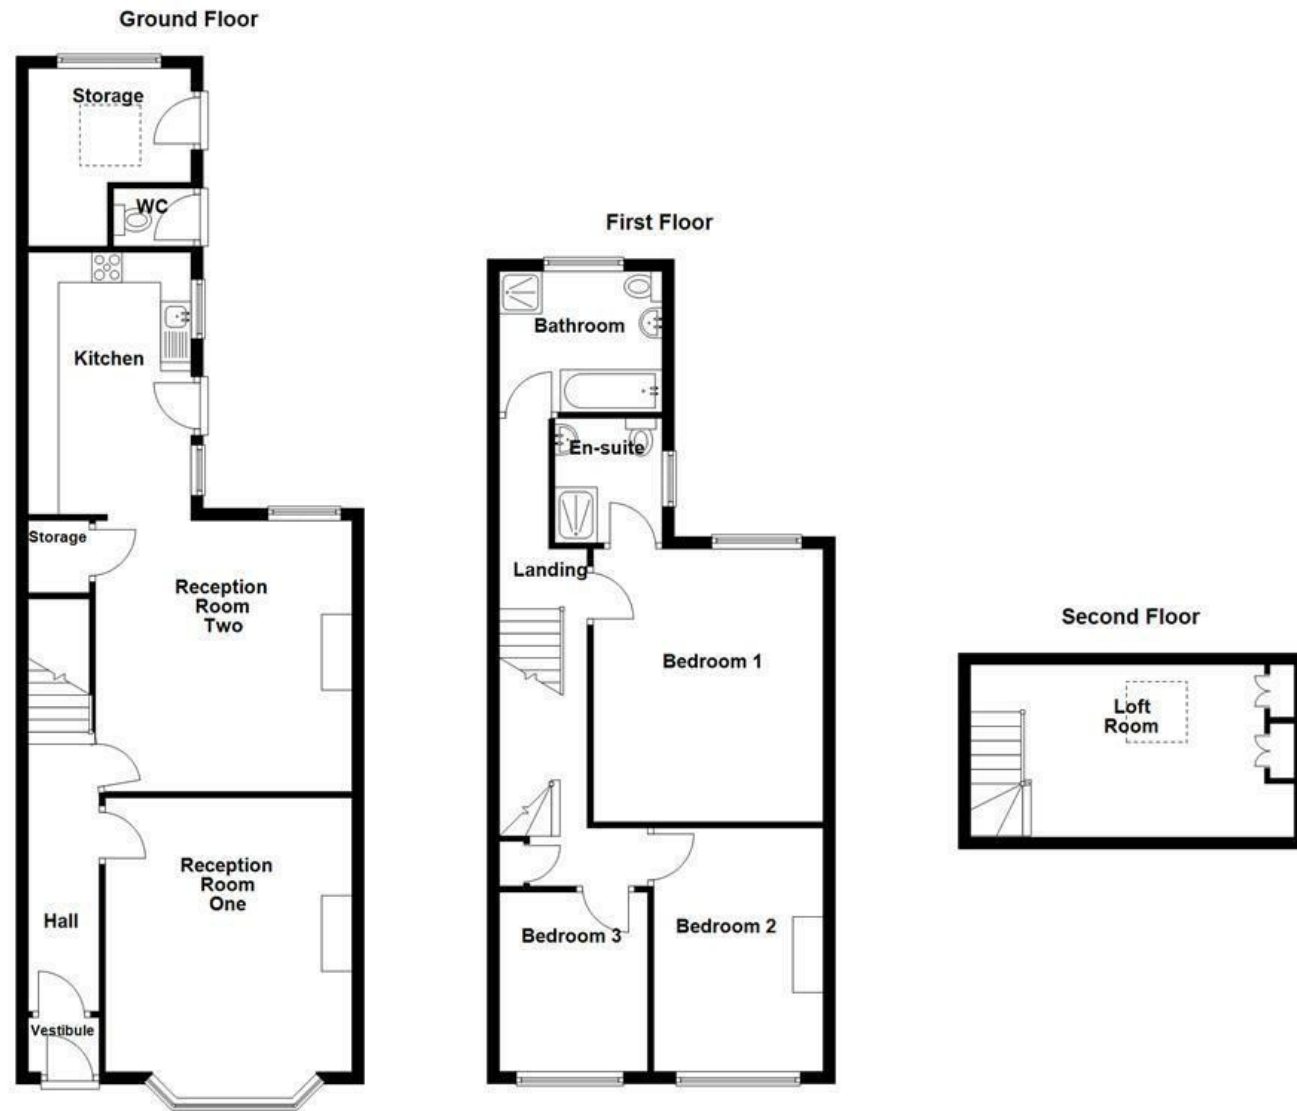 Ground Floor
Storage
WC
Kitchen
Storage
Reception
Room
Two
Reception
Room
One
Hall
Vestibule
First Floor
Bathroom
En-suite
Landing
Bedroom 1
Bedroom 2
Bedroom 3
Second Floor
Loft
Room